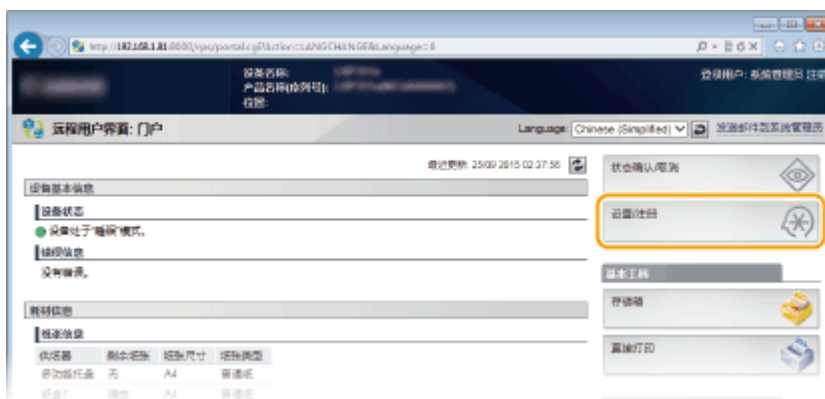 http://192.168.1.81:8000/rps/portal.cgi?Action=LANGCHANGE&Language=6
设备名称:
产品名称(序列号):
位置:
登录用户: 系统管理员 注销
远程用户界面: 门户
Language: Chinese (Simplified)
发送邮件到系统管理员
最近更新: 25/09 2015 02:37:56
设备基本信息
设备状态
设备处于"睡眠"模式。
错误信息
没有错误。
耗材信息
纸张信息
供纸器 剩余纸张 纸张尺寸 纸张类型
多功能托盘 无 A4 普通纸
纸盒1 A4 普通纸
状态确认/取消
设置/注册
基本工具
存储箱
直接打印